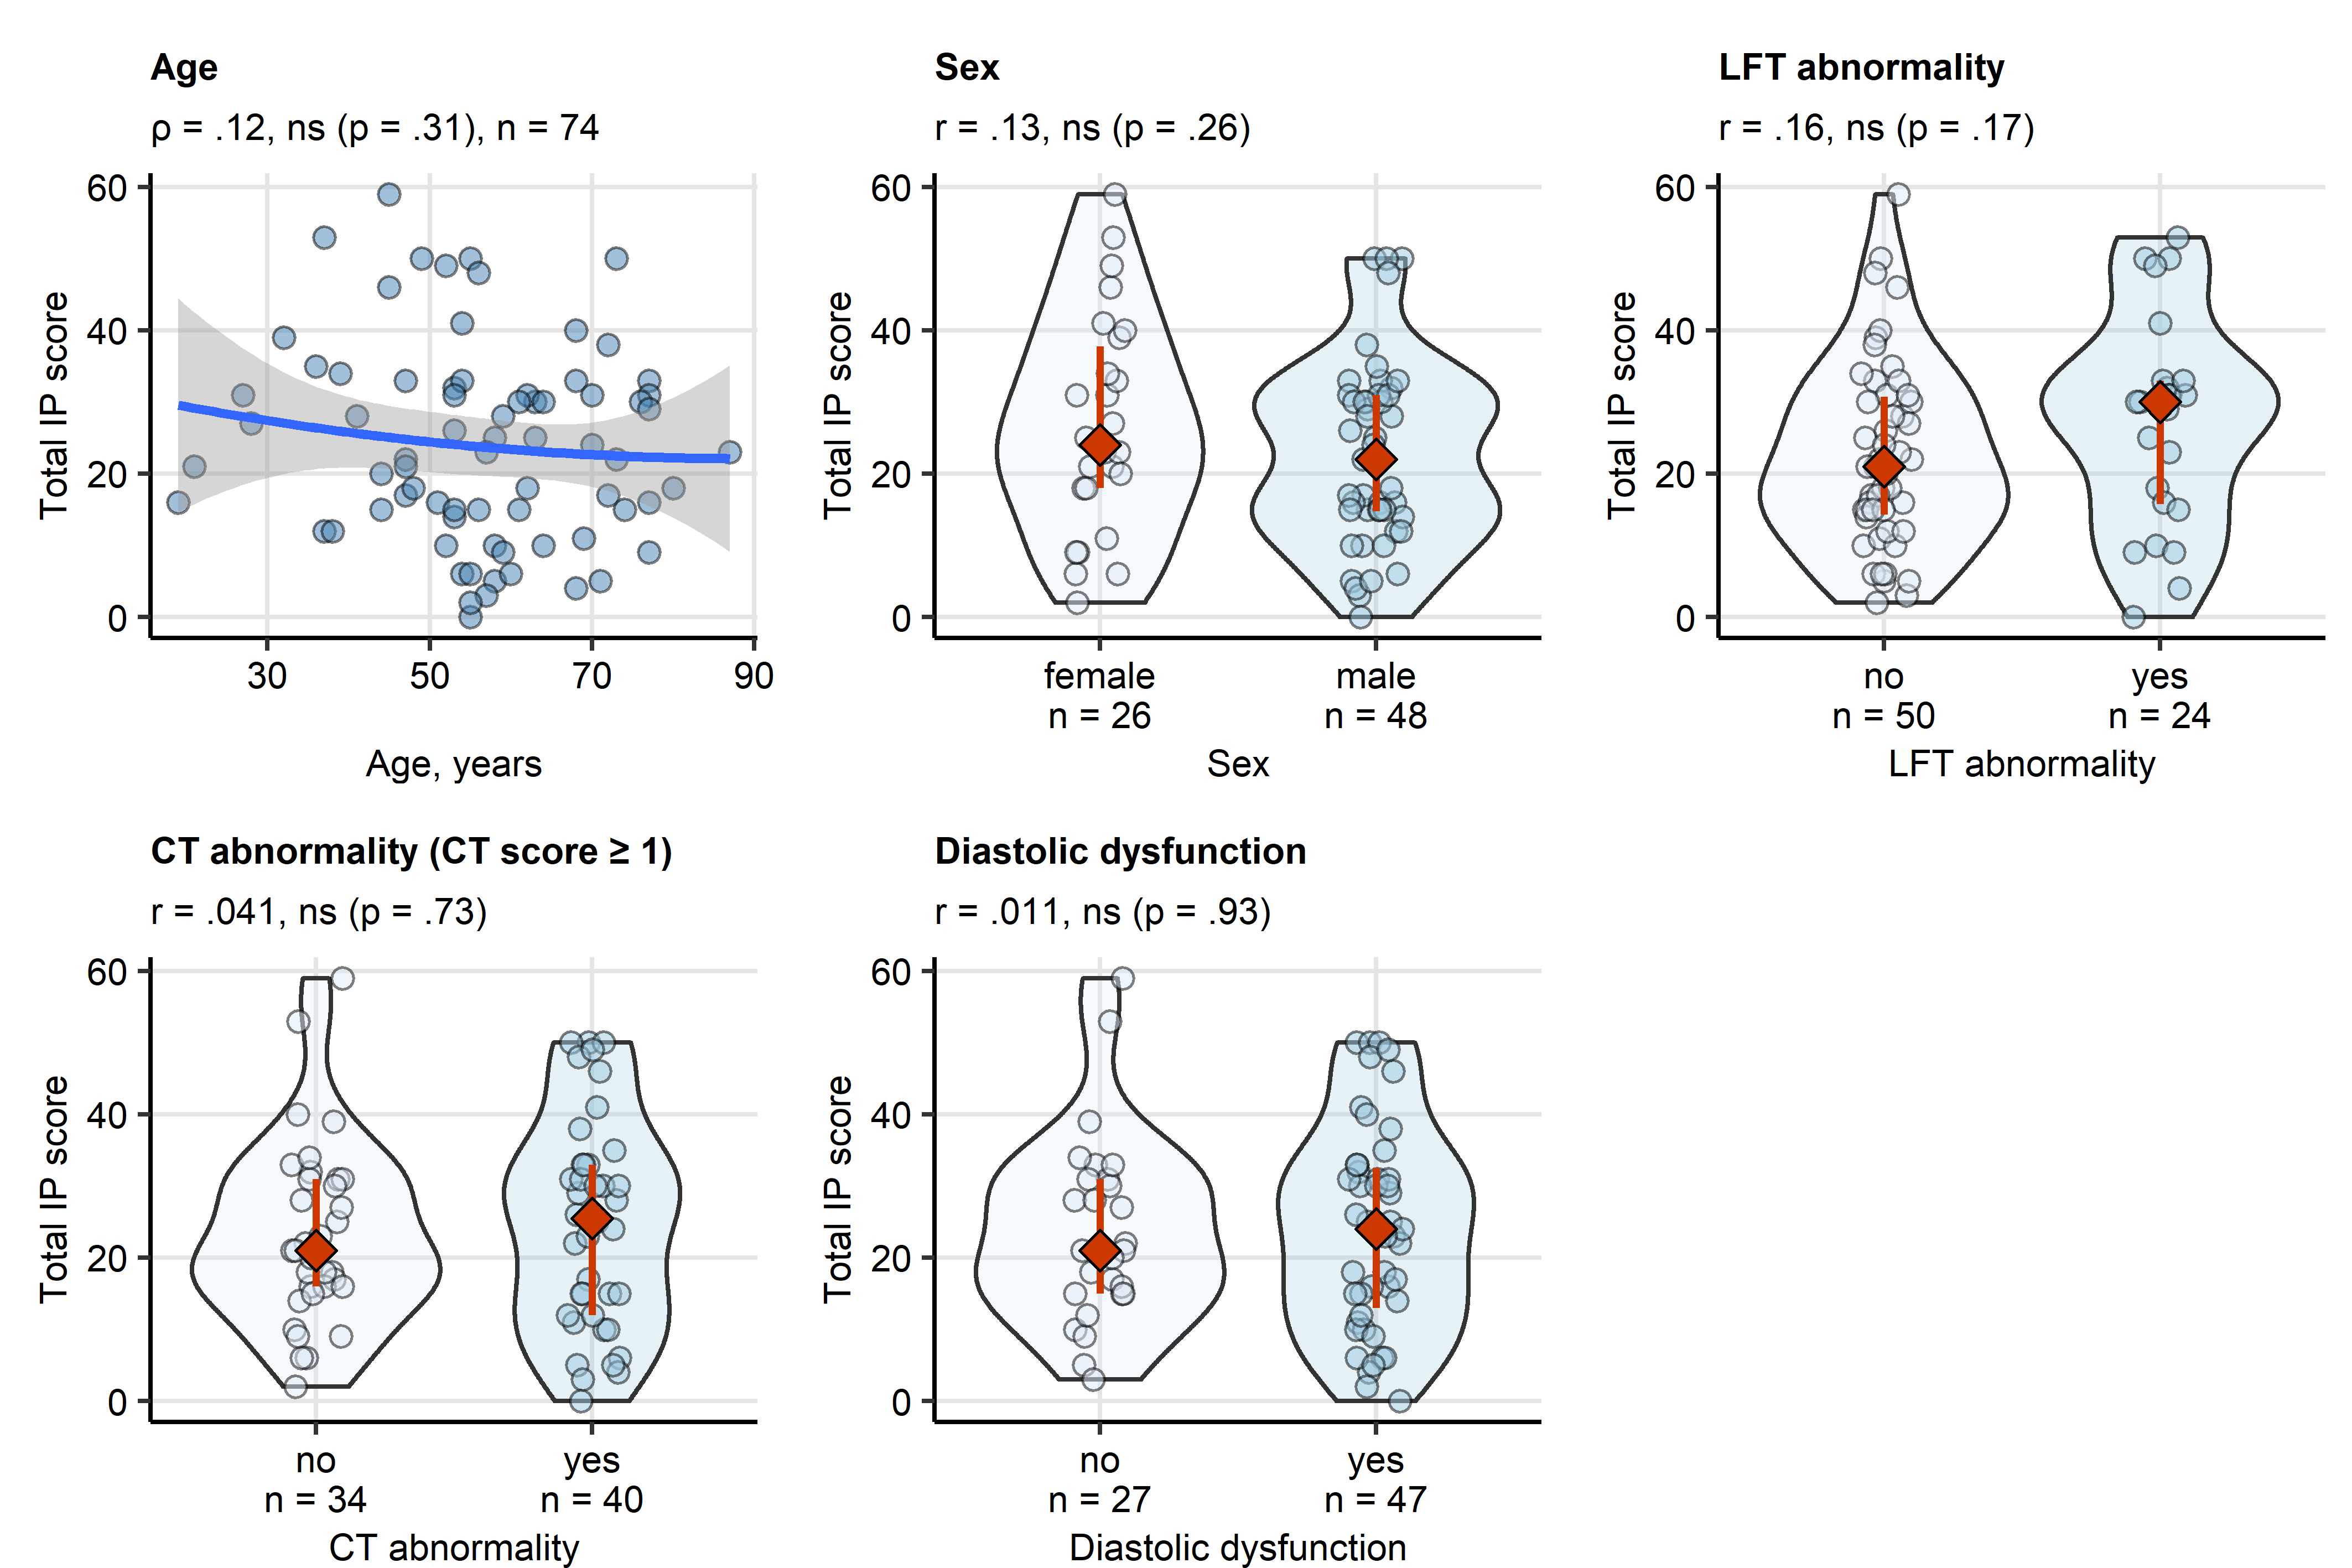 Age
ρ = .12, ns (p = .31), n = 74
60
40
20
0
Total IP score
30 50 70 90
Age, years
Sex
r = .13, ns (p = .26)
60
40
20
0
Total IP score
female male
n = 26 n = 48
Sex
LFT abnormality
r = .16, ns (p = .17)
60
40
20
0
Total IP score
no yes
n = 50 n = 24
LFT abnormality
CT abnormality (CT score ≥ 1)
r = .041, ns (p = .73)
60
40
20
0
Total IP score
no yes
n = 34 n = 40
CT abnormality
Diastolic dysfunction
r = .011, ns (p = .93)
60
40
20
0
Total IP score
no yes
n = 27 n = 47
Diastolic dysfunction